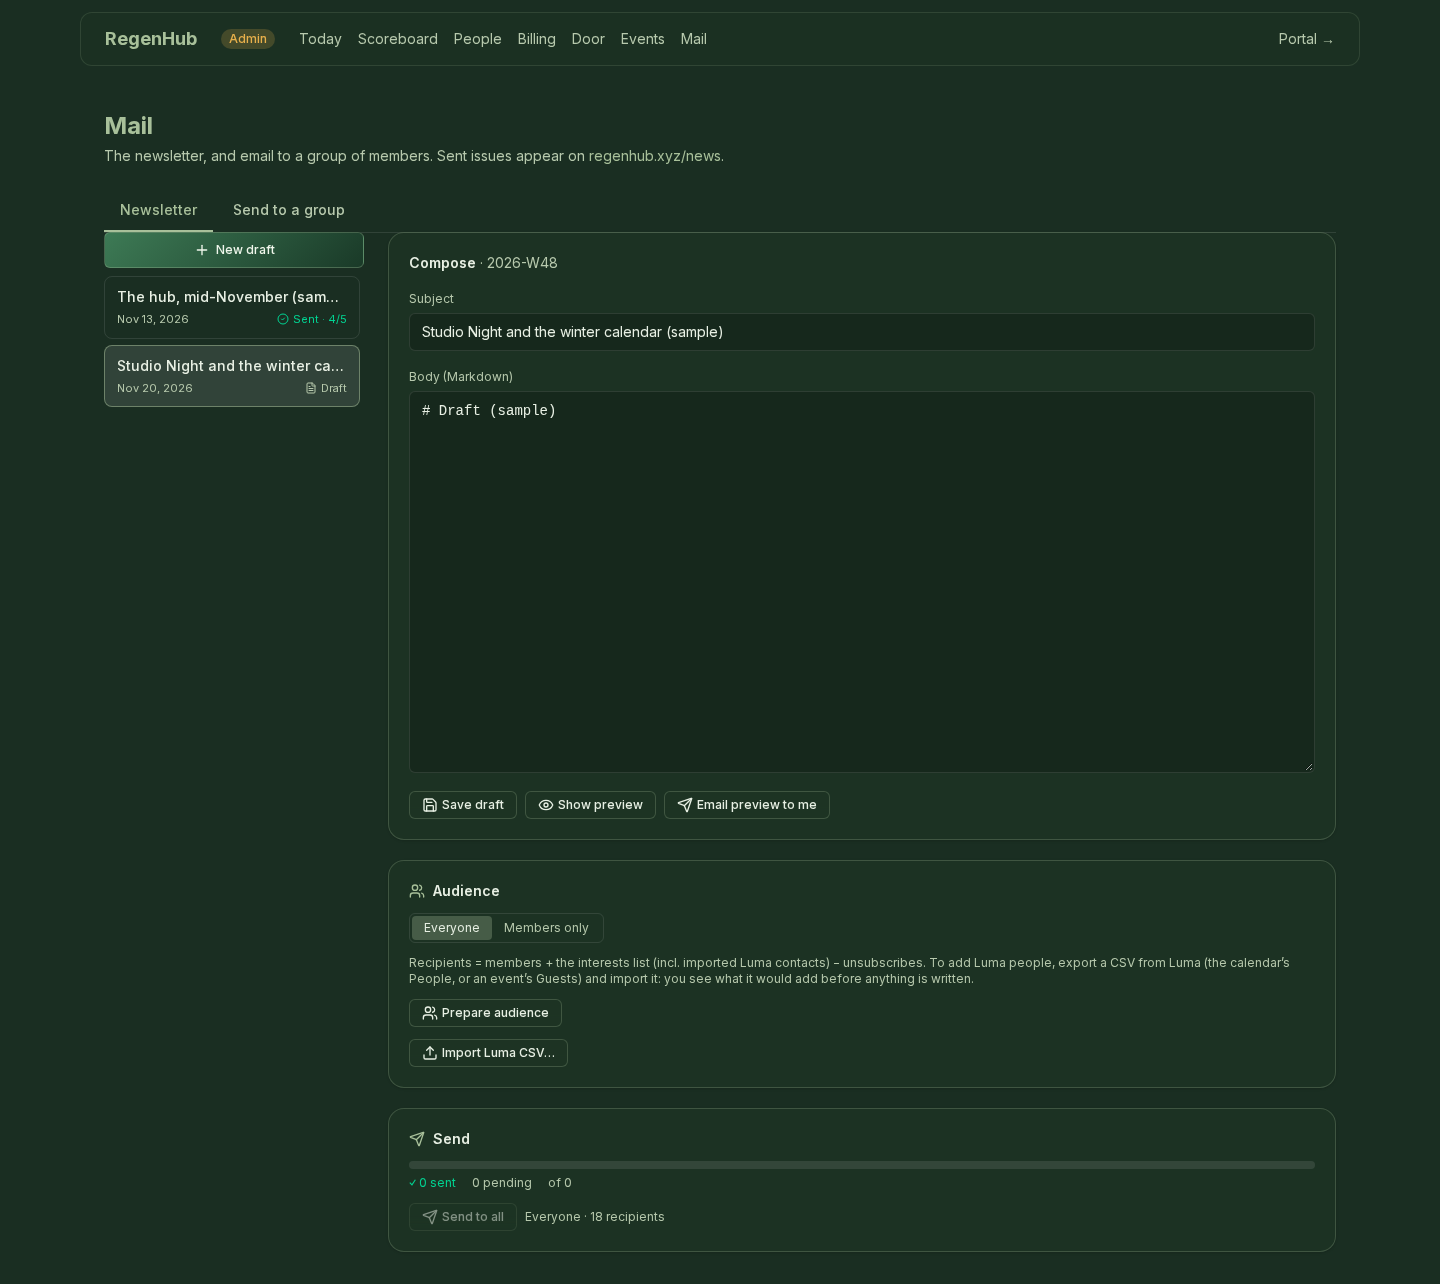 RegenHub Admin Today Scoreboard People Billing Door Events Mail Portal →
Mail
The newsletter, and email to a group of members. Sent issues appear on regenhub.xyz/news.
Newsletter Send to a group
+ New draft
The hub, mid-November (sam…
Nov 13, 2026 Sent · 4/5
Studio Night and the winter ca…
Nov 20, 2026 Draft
Compose · 2026-W48
Subject
Studio Night and the winter calendar (sample)
Body (Markdown)
# Draft (sample)
Save draft Show preview Email preview to me
Audience
Everyone Members only
Recipients = members + the interests list (incl. imported Luma contacts) − unsubscribes. To add Luma people, export a CSV from Luma (the calendar’s
People, or an event’s Guests) and import it: you see what it would add before anything is written.
Prepare audience
Import Luma CSV…
Send
✓ 0 sent 0 pending of 0
Send to all Everyone · 18 recipients